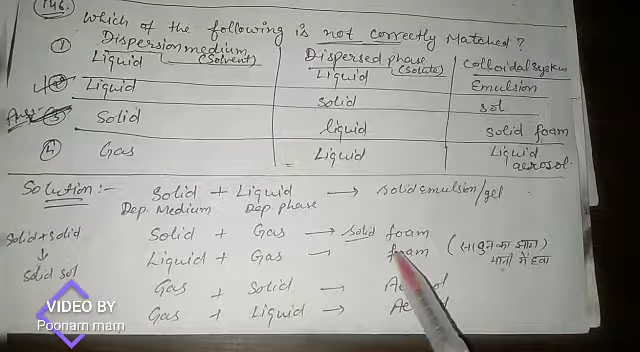 146.
Which of the following is not correctly Matched?
Dispersion medium (Solvent) Dispersed phase (Solute) Colloidal system
① Liquid Liquid Emulsion
② Liquid solid sol
Ans: ③ Solid liquid solid foam
④ Gas Liquid Liquid aerosol.
Solution :- Solid + Liquid → solid emulsion/gel
Dep. Medium Dep. phase
Solid + Gas → solid foam
Solid + solid ↓ Solid sol
Liquid + Gas → foam (साबुन का झाग) पानी में हवा
Gas + Solid →
Gas + Liquid →
VIDEO BY
Poonam mam